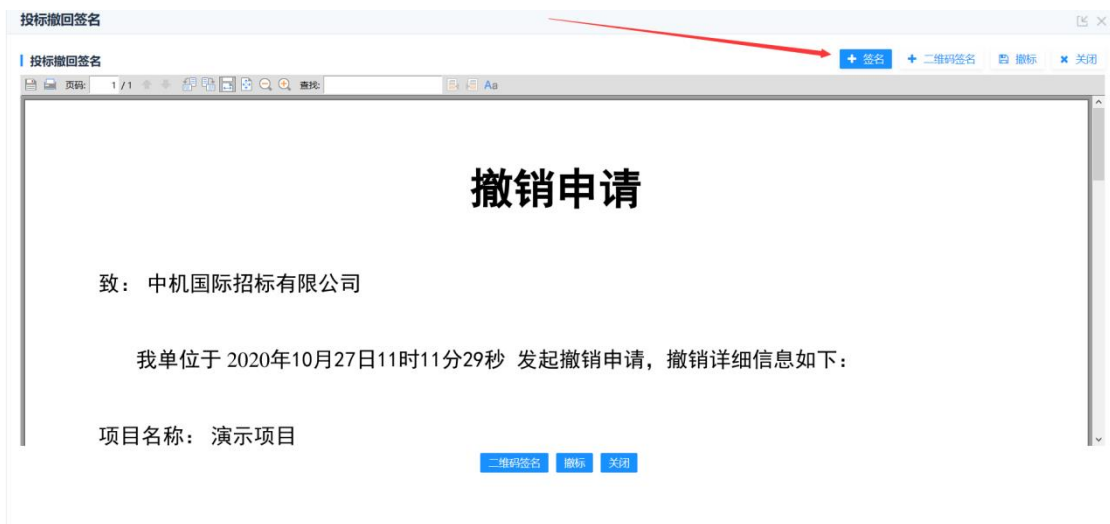 投标撤回签名
投标撤回签名
签名 二维码签名 撤标 关闭
页码: 1 / 1 查找: Aa
撤销申请
致： 中机国际招标有限公司
我单位于 2020年10月27日11时11分29秒 发起撤销申请，撤销详细信息如下：
项目名称： 演示项目
二维码签名 撤标 关闭